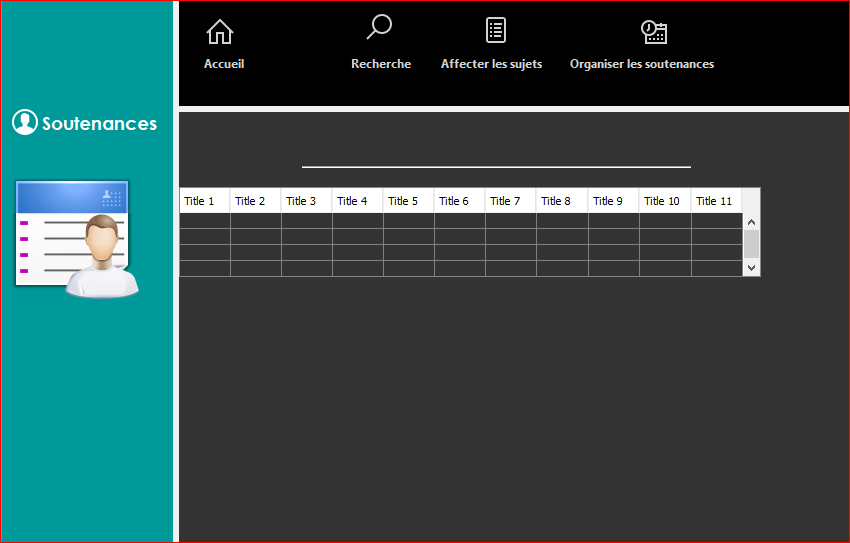 Accueil Recherche Affecter les sujets Organiser les soutenances
Soutenances
Title 1 Title 2 Title 3 Title 4 Title 5 Title 6 Title 7 Title 8 Title 9 Title 10 Title 11